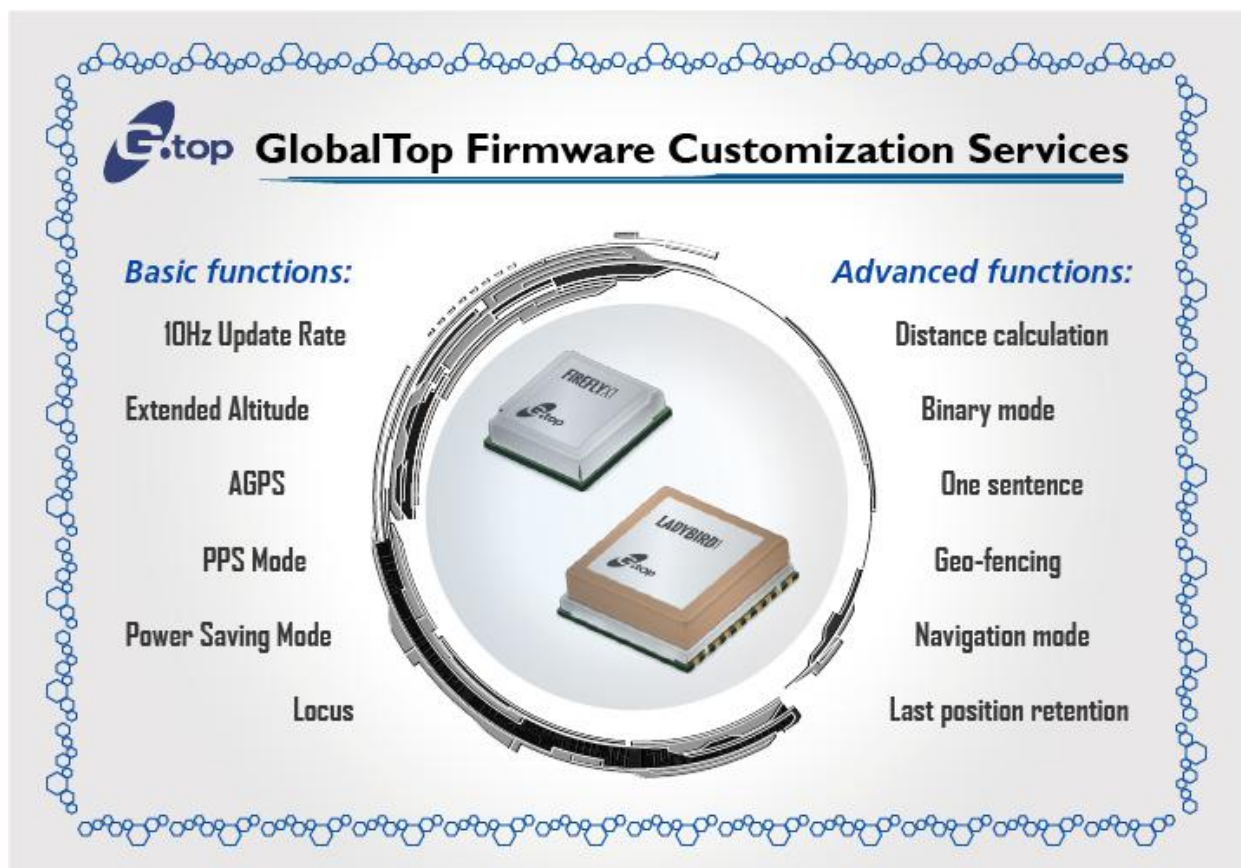 G.top GlobalTop Firmware Customization Services
Basic functions:
10Hz Update Rate
Extended Altitude
AGPS
PPS Mode
Power Saving Mode
Locus
FIREFLY X1
G.top
LADYBIRD 1
G.top
Advanced functions:
Distance calculation
Binary mode
One sentence
Geo-fencing
Navigation mode
Last position retention